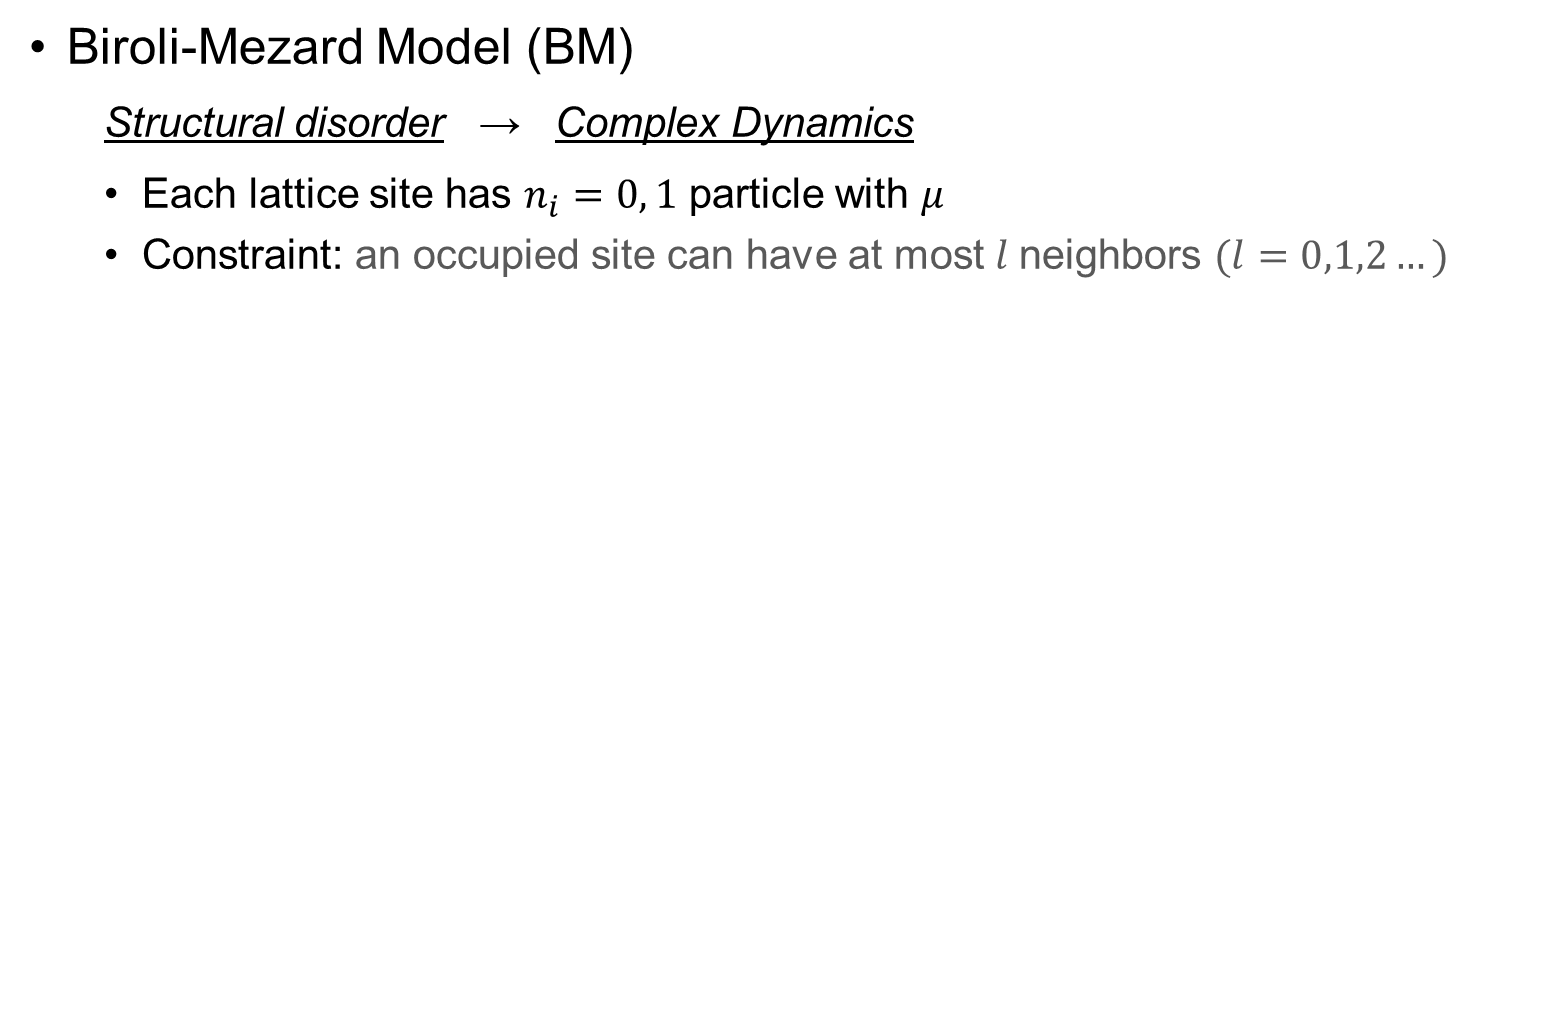 • Biroli-Mezard Model (BM)
Structural disorder → Complex Dynamics
• Each lattice site has 𝑛ᵢ = 0, 1 particle with 𝜇
• Constraint: an occupied site can have at most 𝑙 neighbors (𝑙 = 0,1,2 … )